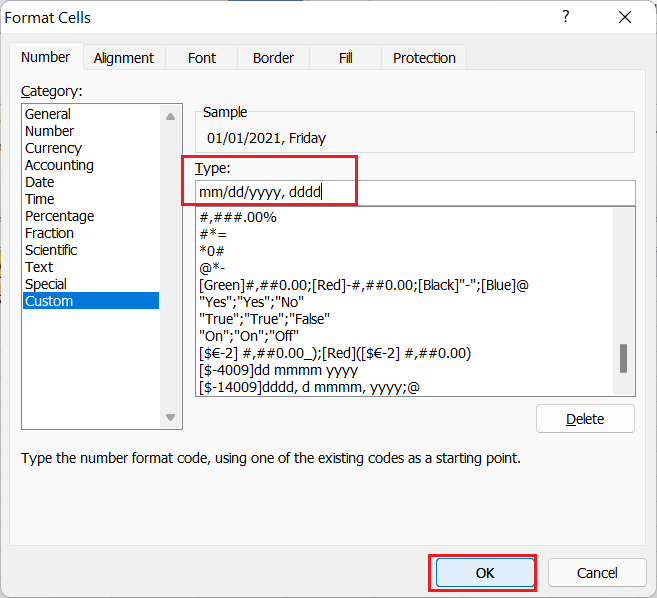 Format Cells
?
Number Alignment Font Border Fill Protection
Category:
General
Number
Currency
Accounting
Date
Time
Percentage
Fraction
Scientific
Text
Special
Custom
Sample
01/01/2021, Friday
Type:
mm/dd/yyyy, dddd
#,###.00%
#*=
*0#
@*-
[Green]#,##0.00;[Red]-#,##0.00;[Black]"-";[Blue]@
"Yes";"Yes";"No"
"True";"True";"False"
"On";"On";"Off"
[$€-2] #,##0.00_);[Red]([$€-2] #,##0.00)
[$-4009]dd mmmm yyyy
[$-14009]dddd, d mmmm, yyyy;@
Delete
Type the number format code, using one of the existing codes as a starting point.
OK Cancel